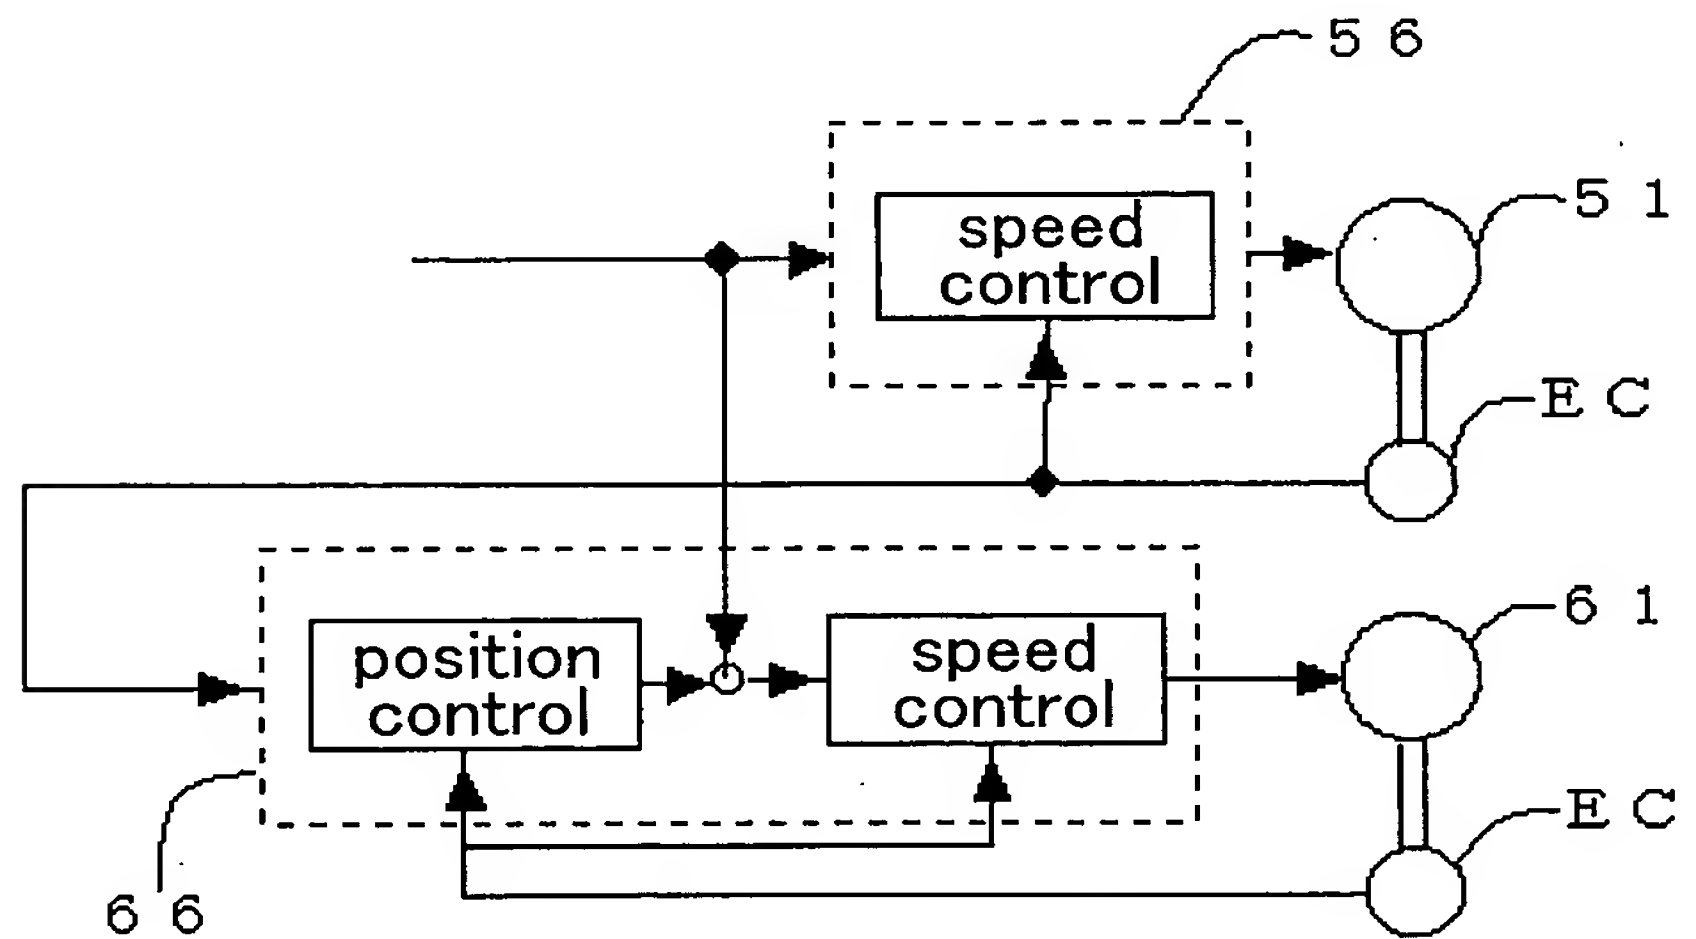 56
speed
control
51
EC
position
control
speed
control
61
66
EC